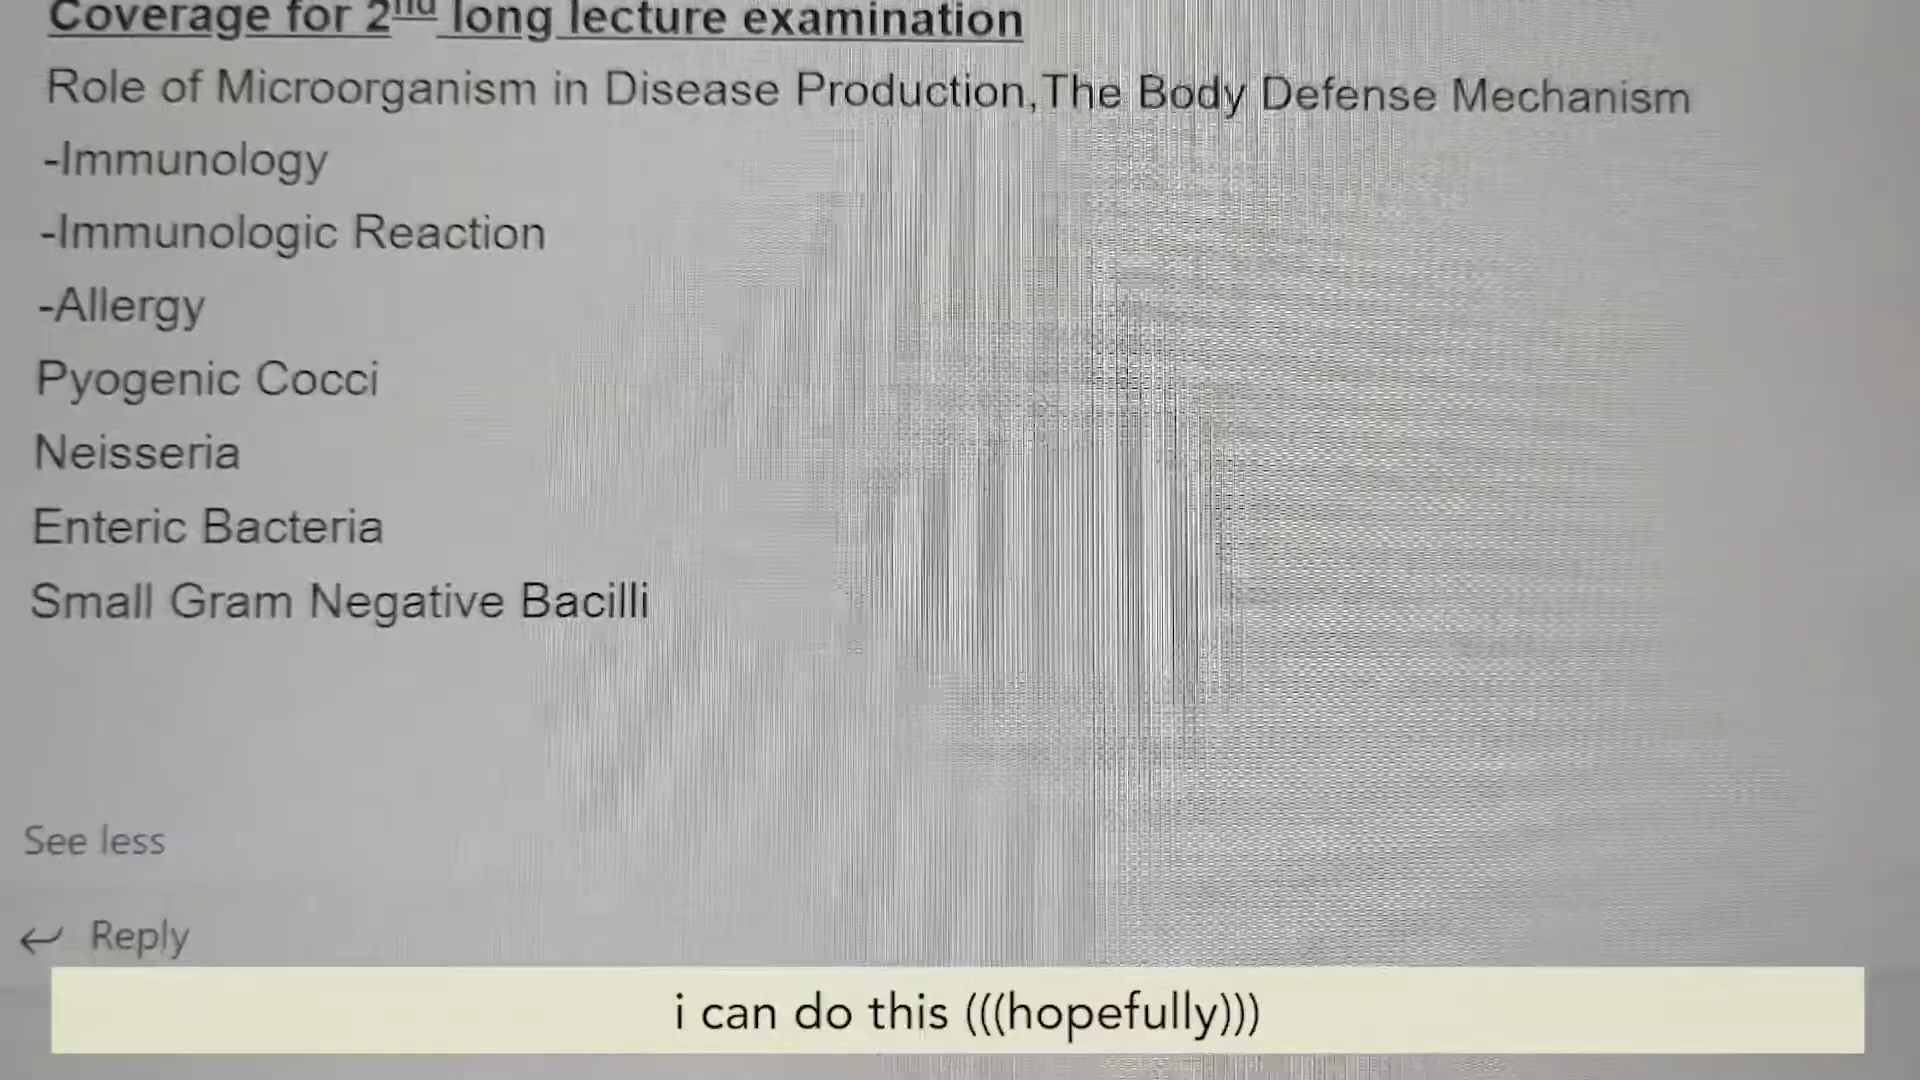 Coverage for 2nd long lecture examination
Role of Microorganism in Disease Production,The Body Defense Mechanism
-Immunology
-Immunologic Reaction
-Allergy
Pyogenic Cocci
Neisseria
Enteric Bacteria
Small Gram Negative Bacilli
See less
Reply
i can do this (((hopefully)))